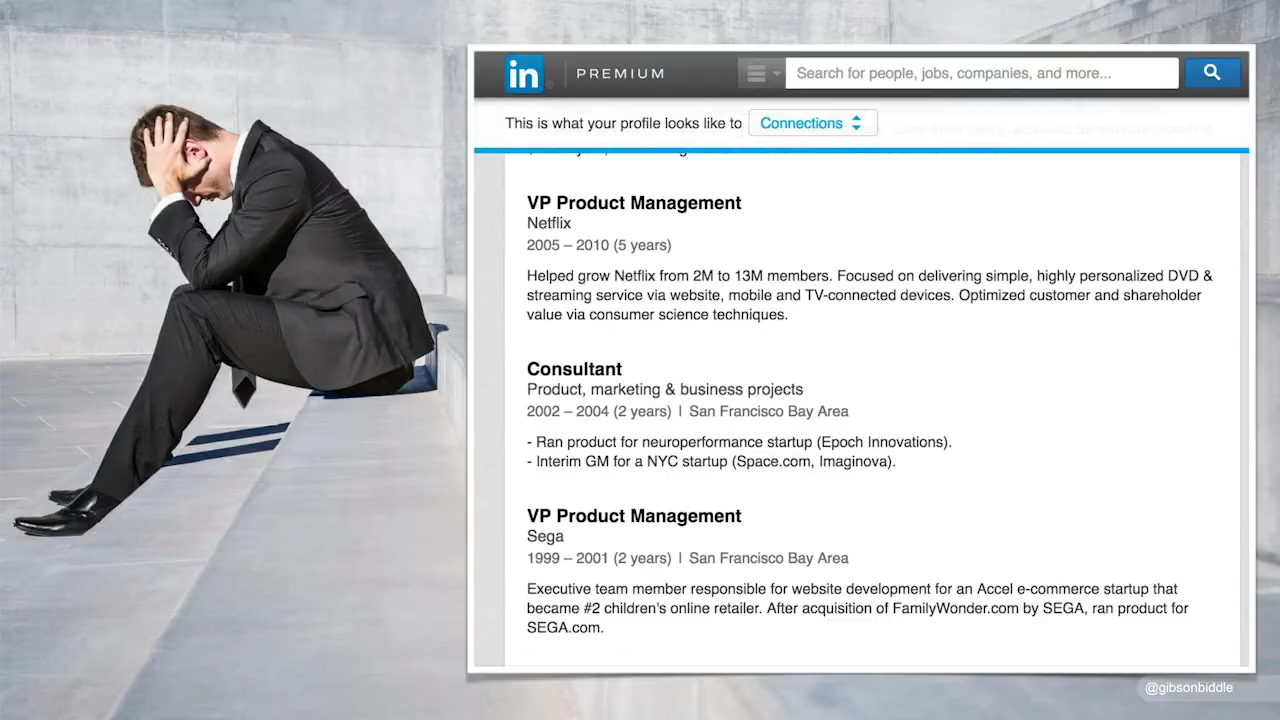 in PREMIUM
Search for people, jobs, companies, and more...
This is what your profile looks like to Connections
VP Product Management
Netflix
2005 – 2010 (5 years)
Helped grow Netflix from 2M to 13M members. Focused on delivering simple, highly personalized DVD &
streaming service via website, mobile and TV-connected devices. Optimized customer and shareholder
value via consumer science techniques.
Consultant
Product, marketing & business projects
2002 – 2004 (2 years) | San Francisco Bay Area
- Ran product for neuroperformance startup (Epoch Innovations).
- Interim GM for a NYC startup (Space.com, Imaginova).
VP Product Management
Sega
1999 – 2001 (2 years) | San Francisco Bay Area
Executive team member responsible for website development for an Accel e-commerce startup that
became #2 children's online retailer. After acquisition of FamilyWonder.com by SEGA, ran product for
SEGA.com.
@gibsonbiddle